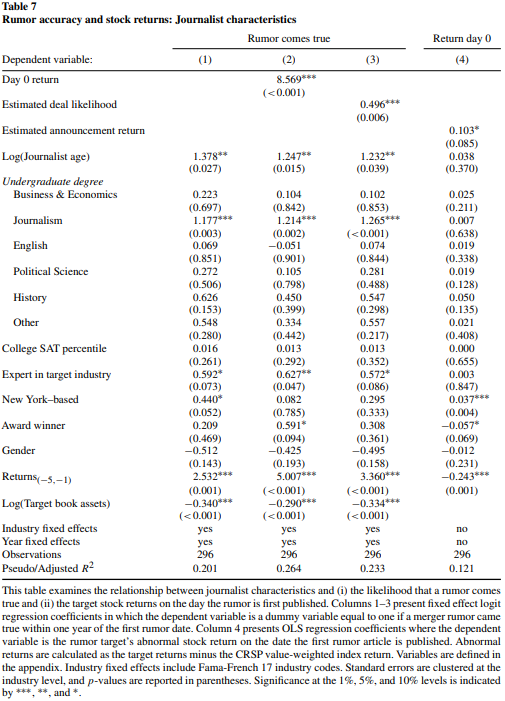 Table 7
Rumor accuracy and stock returns: Journalist characteristics
Rumor comes true Return day 0
Dependent variable: (1) (2) (3) (4)
Day 0 return 8.569***
(<0.001)
Estimated deal likelihood 0.496***
(0.006)
Estimated announcement return 0.103*
(0.085)
Log(Journalist age) 1.378** 1.247** 1.232** 0.038
(0.027) (0.015) (0.039) (0.370)
Undergraduate degree
Business & Economics 0.223 0.104 0.102 0.025
(0.697) (0.842) (0.853) (0.211)
Journalism 1.177*** 1.214*** 1.265*** 0.007
(0.003) (0.002) (<0.001) (0.638)
English 0.069 −0.051 0.074 0.019
(0.851) (0.901) (0.844) (0.338)
Political Science 0.272 0.105 0.281 0.019
(0.506) (0.798) (0.488) (0.128)
History 0.626 0.450 0.547 0.050
(0.153) (0.399) (0.298) (0.135)
Other 0.548 0.334 0.557 0.021
(0.280) (0.442) (0.217) (0.408)
College SAT percentile 0.016 0.013 0.013 0.000
(0.261) (0.292) (0.352) (0.655)
Expert in target industry 0.592* 0.627** 0.572* 0.003
(0.073) (0.047) (0.086) (0.847)
New York–based 0.440* 0.082 0.295 0.037***
(0.052) (0.785) (0.333) (0.004)
Award winner 0.209 0.591* 0.308 −0.057*
(0.469) (0.094) (0.361) (0.069)
Gender −0.512 −0.425 −0.495 −0.012
(0.143) (0.193) (0.158) (0.231)
Returns(−5,−1) 2.532*** 5.007*** 3.360*** −0.243***
(0.001) (<0.001) (<0.001) (0.001)
Log(Target book assets) −0.340*** −0.290*** −0.334***
(<0.001) (<0.001) (<0.001)
Industry fixed effects yes yes yes no
Year fixed effects yes yes yes no
Observations 296 296 296 296
Pseudo/Adjusted R2 0.201 0.264 0.233 0.121
This table examines the relationship between journalist characteristics and (i) the likelihood that a rumor comes
true and (ii) the target stock returns on the day the rumor is first published. Columns 1–3 present fixed effect logit
regression coefficients in which the dependent variable is a dummy variable equal to one if a merger rumor came
true within one year of the first rumor date. Column 4 presents OLS regression coefficients where the dependent
variable is the rumor target's abnormal stock return on the date the first rumor article is published. Abnormal
returns are calculated as the target returns minus the CRSP value-weighted index return. Variables are defined in
the appendix. Industry fixed effects include Fama-French 17 industry codes. Standard errors are clustered at the
industry level, and p-values are reported in parentheses. Significance at the 1%, 5%, and 10% levels is indicated
by ***, **, and *.